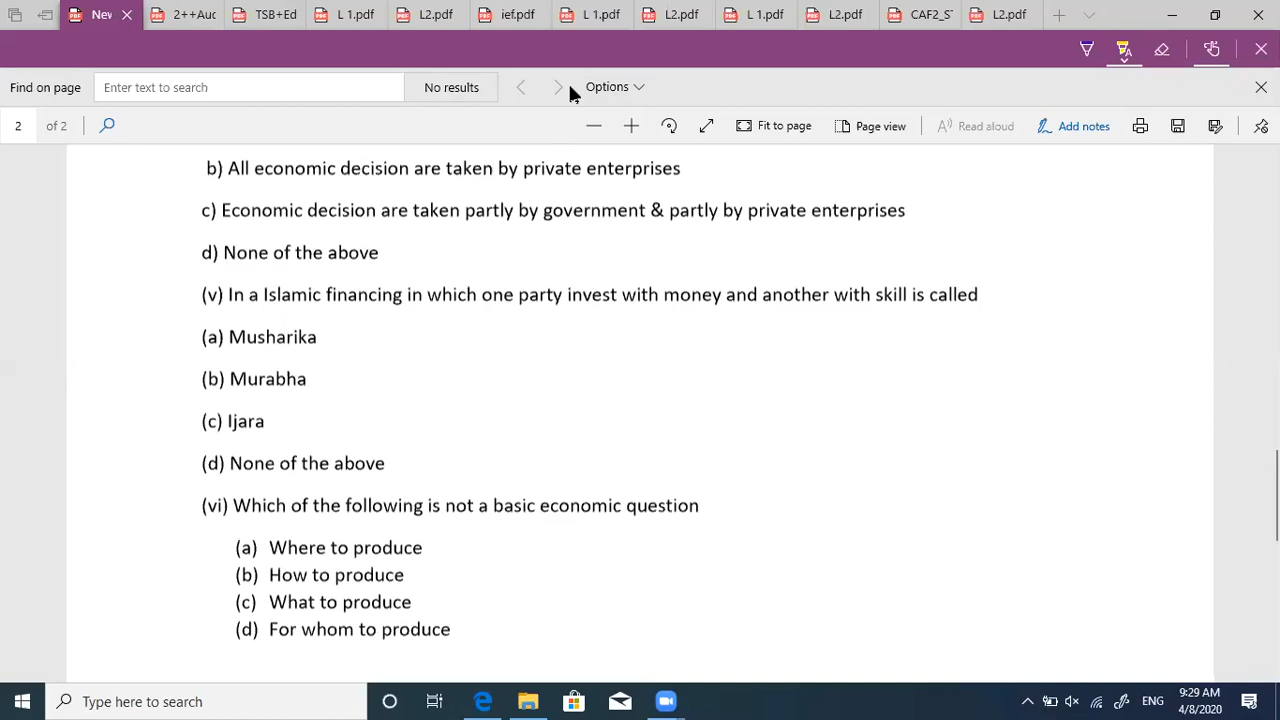 New
2++Auc
TSB+Ed
L 1.pdf
L2.pdf
ief.pdf
L 1.pdf
L2.pdf
L 1.pdf
L2.pdf
CAF2_S
L2.pdf
Find on page
Enter text to search
No results
Options
2 of 2
Fit to page
Page view
Read aloud
Add notes
b) All economic decision are taken by private enterprises
c) Economic decision are taken partly by government & partly by private enterprises
d) None of the above
(v) In a Islamic financing in which one party invest with money and another with skill is called
(a) Musharika
(b) Murabha
(c) Ijara
(d) None of the above
(vi) Which of the following is not a basic economic question
(a) Where to produce
(b) How to produce
(c) What to produce
(d) For whom to produce
Type here to search
ENG
9:29 AM
4/8/2020